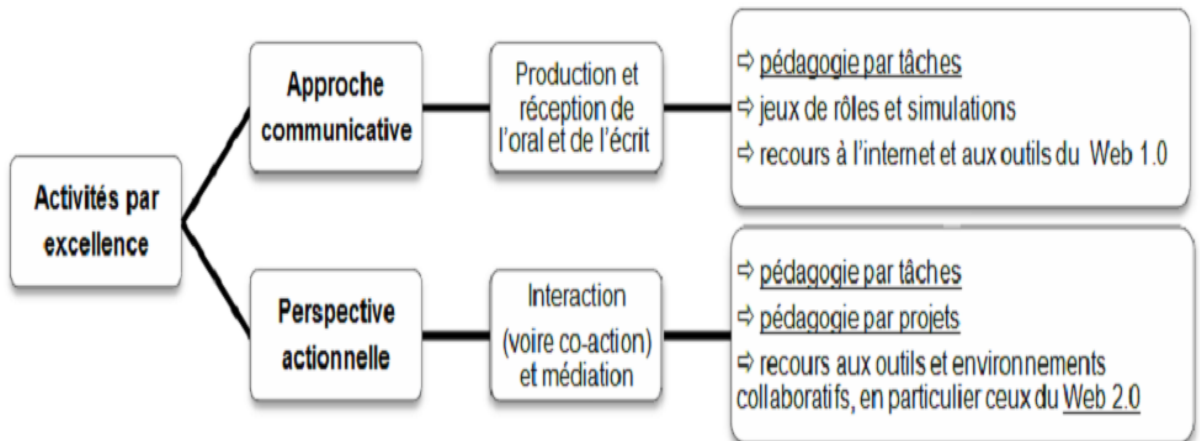 Activités par
excellence
Approche
communicative
Production et
réception de
l'oral et de l'écrit
⇨ pédagogie par tâches
⇨ jeux de rôles et simulations
⇨ recours à l'internet et aux outils du Web 1.0
Perspective
actionnelle
Interaction
(voire co-action)
et médiation
⇨ pédagogie par tâches
⇨ pédagogie par projets
⇨ recours aux outils et environnements
collaboratifs, en particulier ceux du Web 2.0